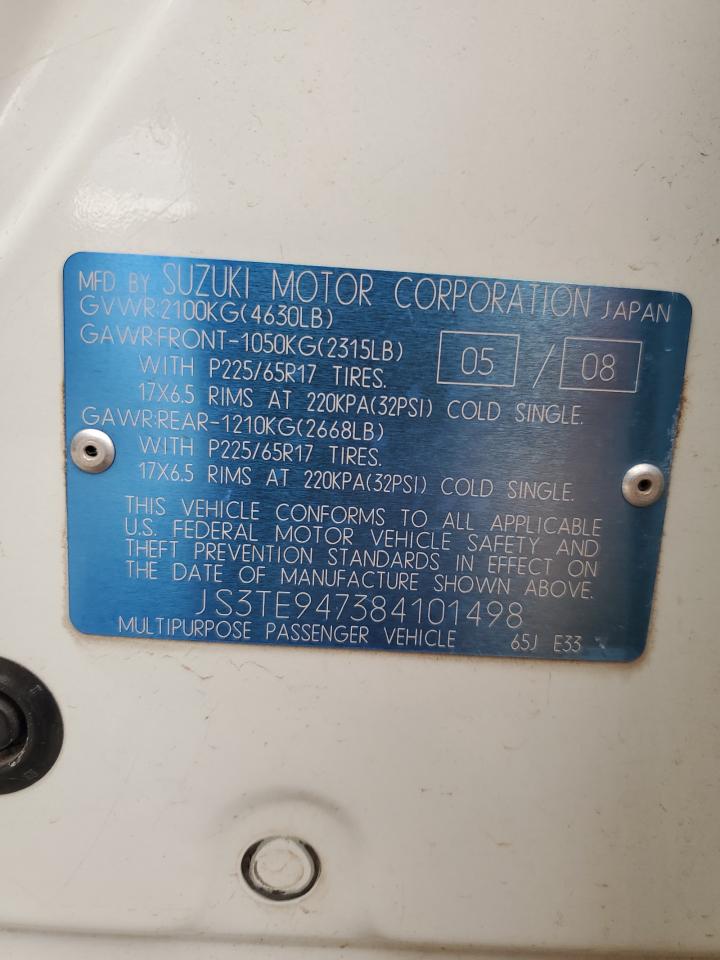 MFD BY SUZUKI MOTOR CORPORATION JAPAN
GVWR:2100KG(4630LB)
GAWR:FRONT-1050KG(2315LB)
05 / 08
WITH P225/65R17 TIRES.
17X6.5 RIMS AT 220KPA(32PSI) COLD SINGLE.
GAWR:REAR-1210KG(2668LB)
WITH P225/65R17 TIRES.
17X6.5 RIMS AT 220KPA(32PSI) COLD SINGLE.
THIS VEHICLE CONFORMS TO ALL APPLICABLE
U.S. FEDERAL MOTOR VEHICLE SAFETY AND
THEFT PREVENTION STANDARDS IN EFFECT ON
THE DATE OF MANUFACTURE SHOWN ABOVE.
JS3TE947384101498
MULTIPURPOSE PASSENGER VEHICLE 65J E33